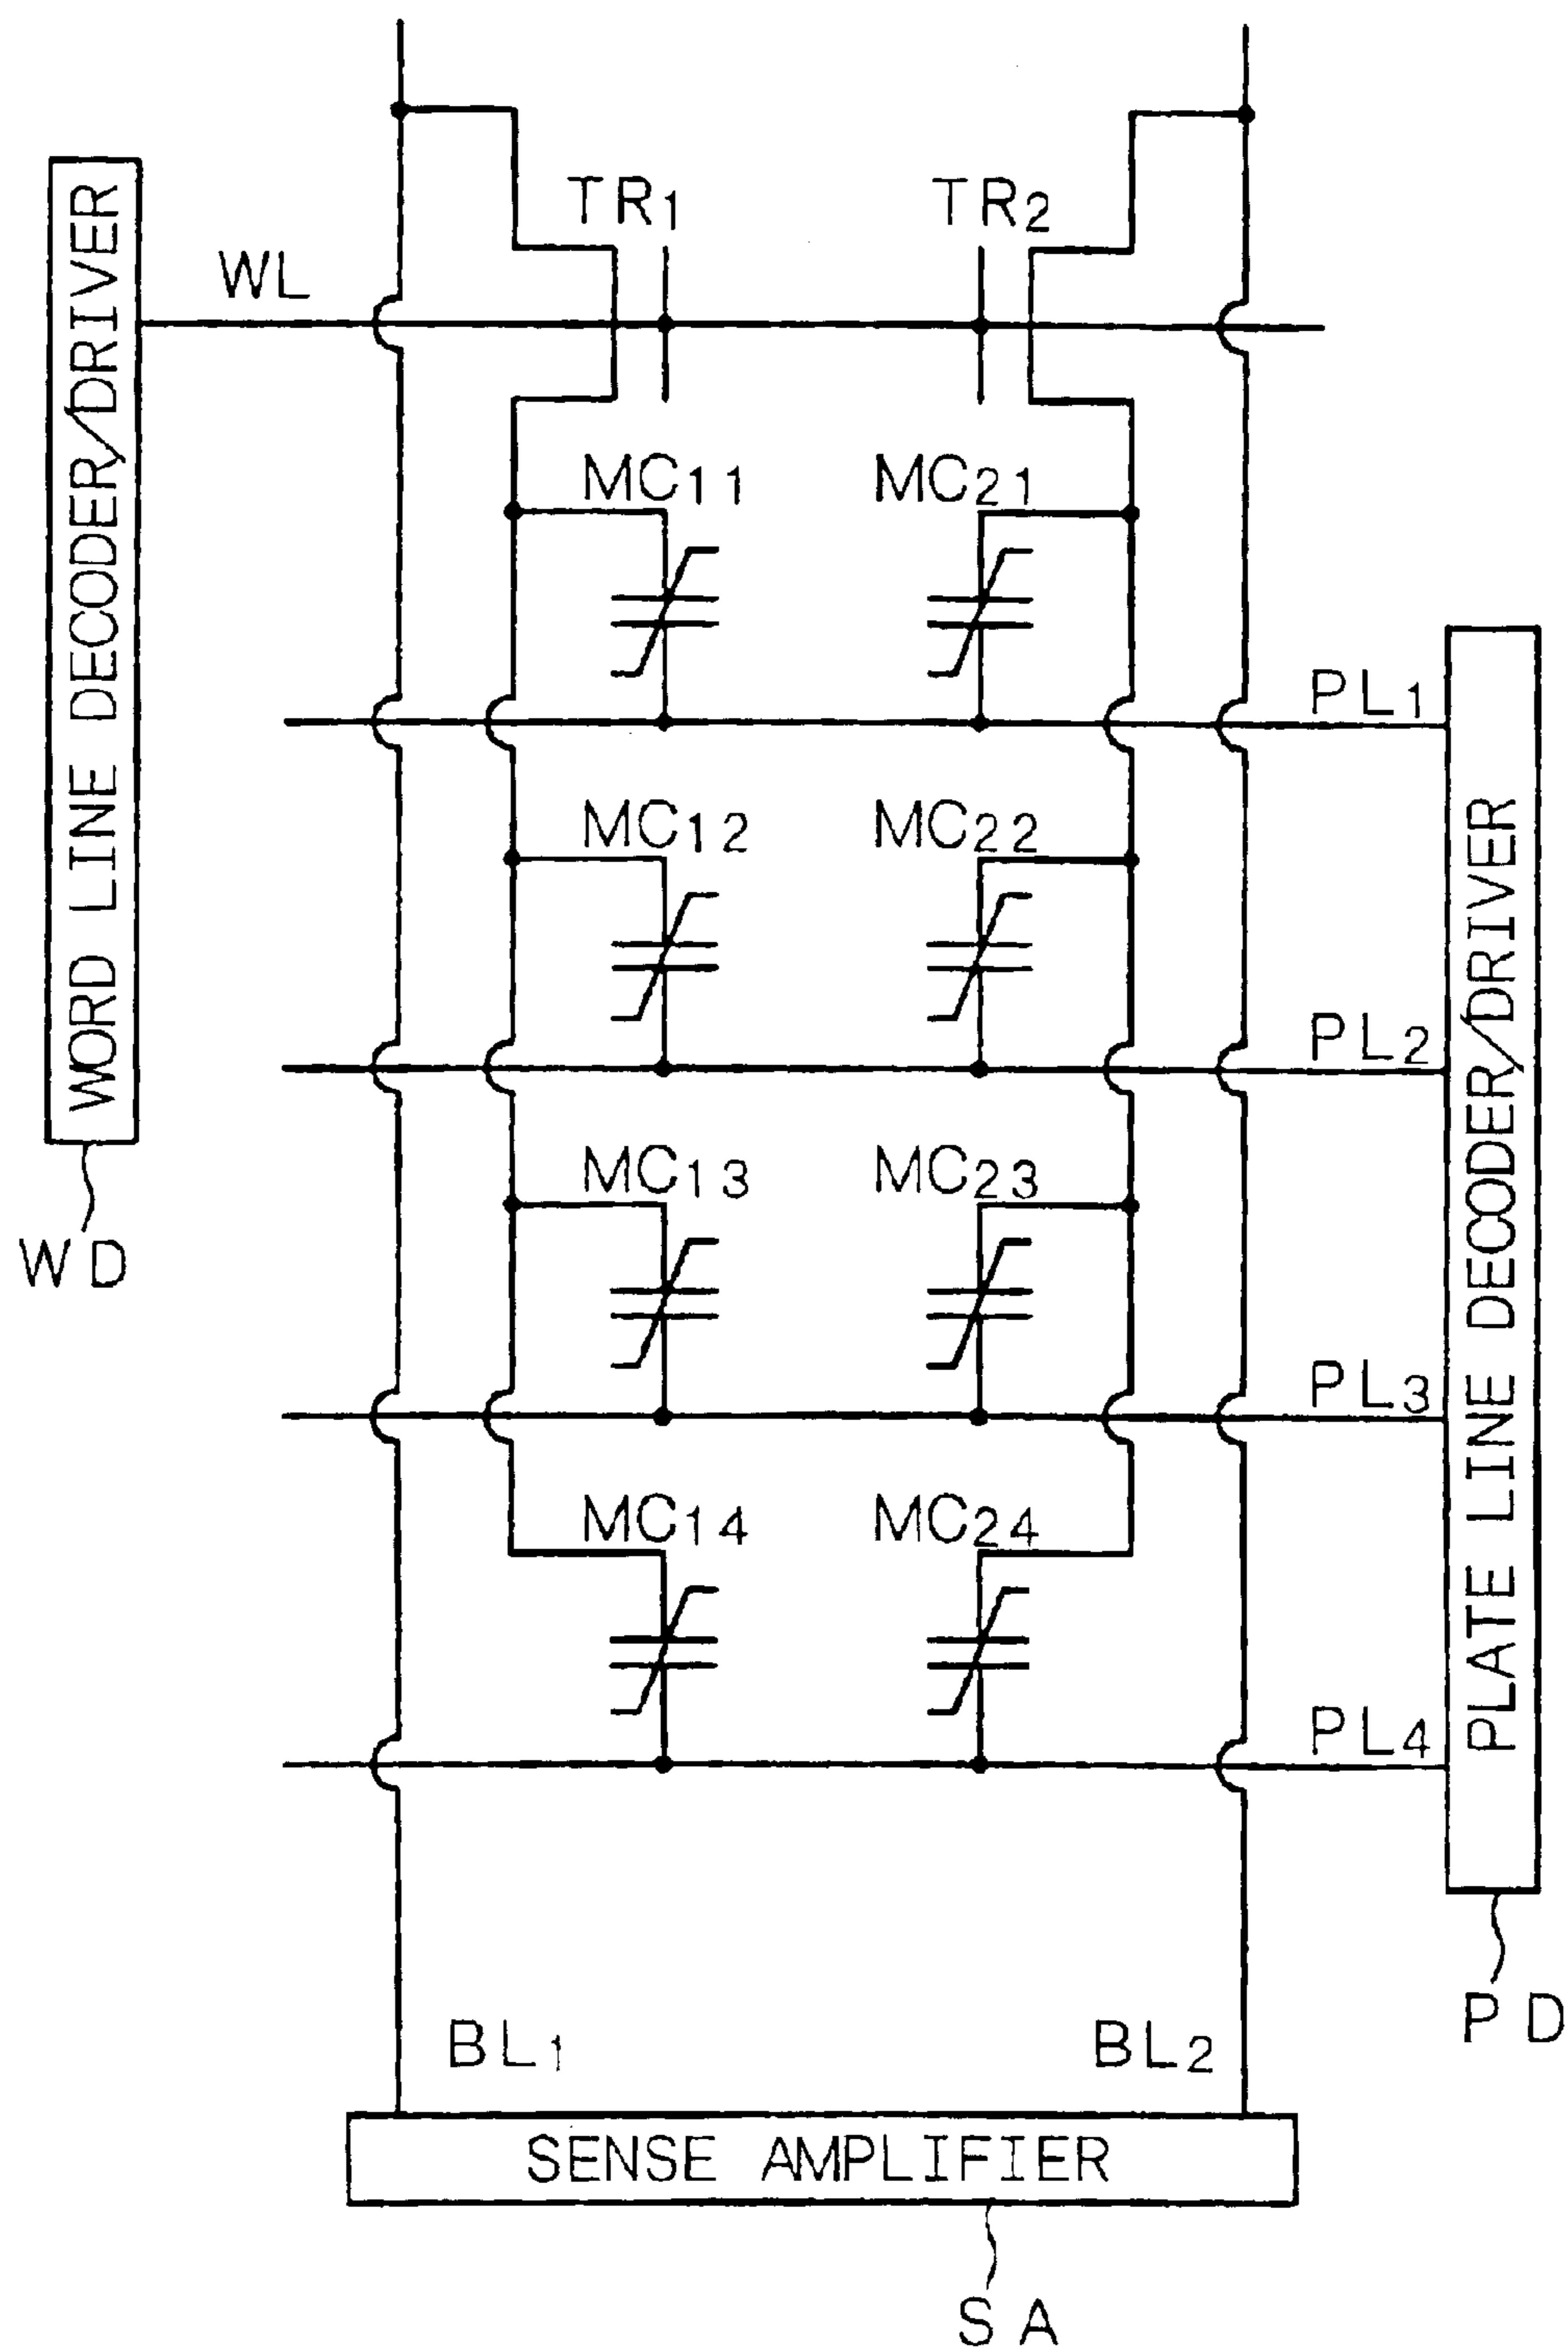 TR1 TR2
WL
WORD LINE DECODER/DRIVER
MC11 MC21
PL1
MC12 MC22
PL2
MC13 MC23
WD
PL3
MC14 MC24
PL4
PLATE LINE DECODER/DRIVER
PD
BL1 BL2
SENSE AMPLIFIER
SA